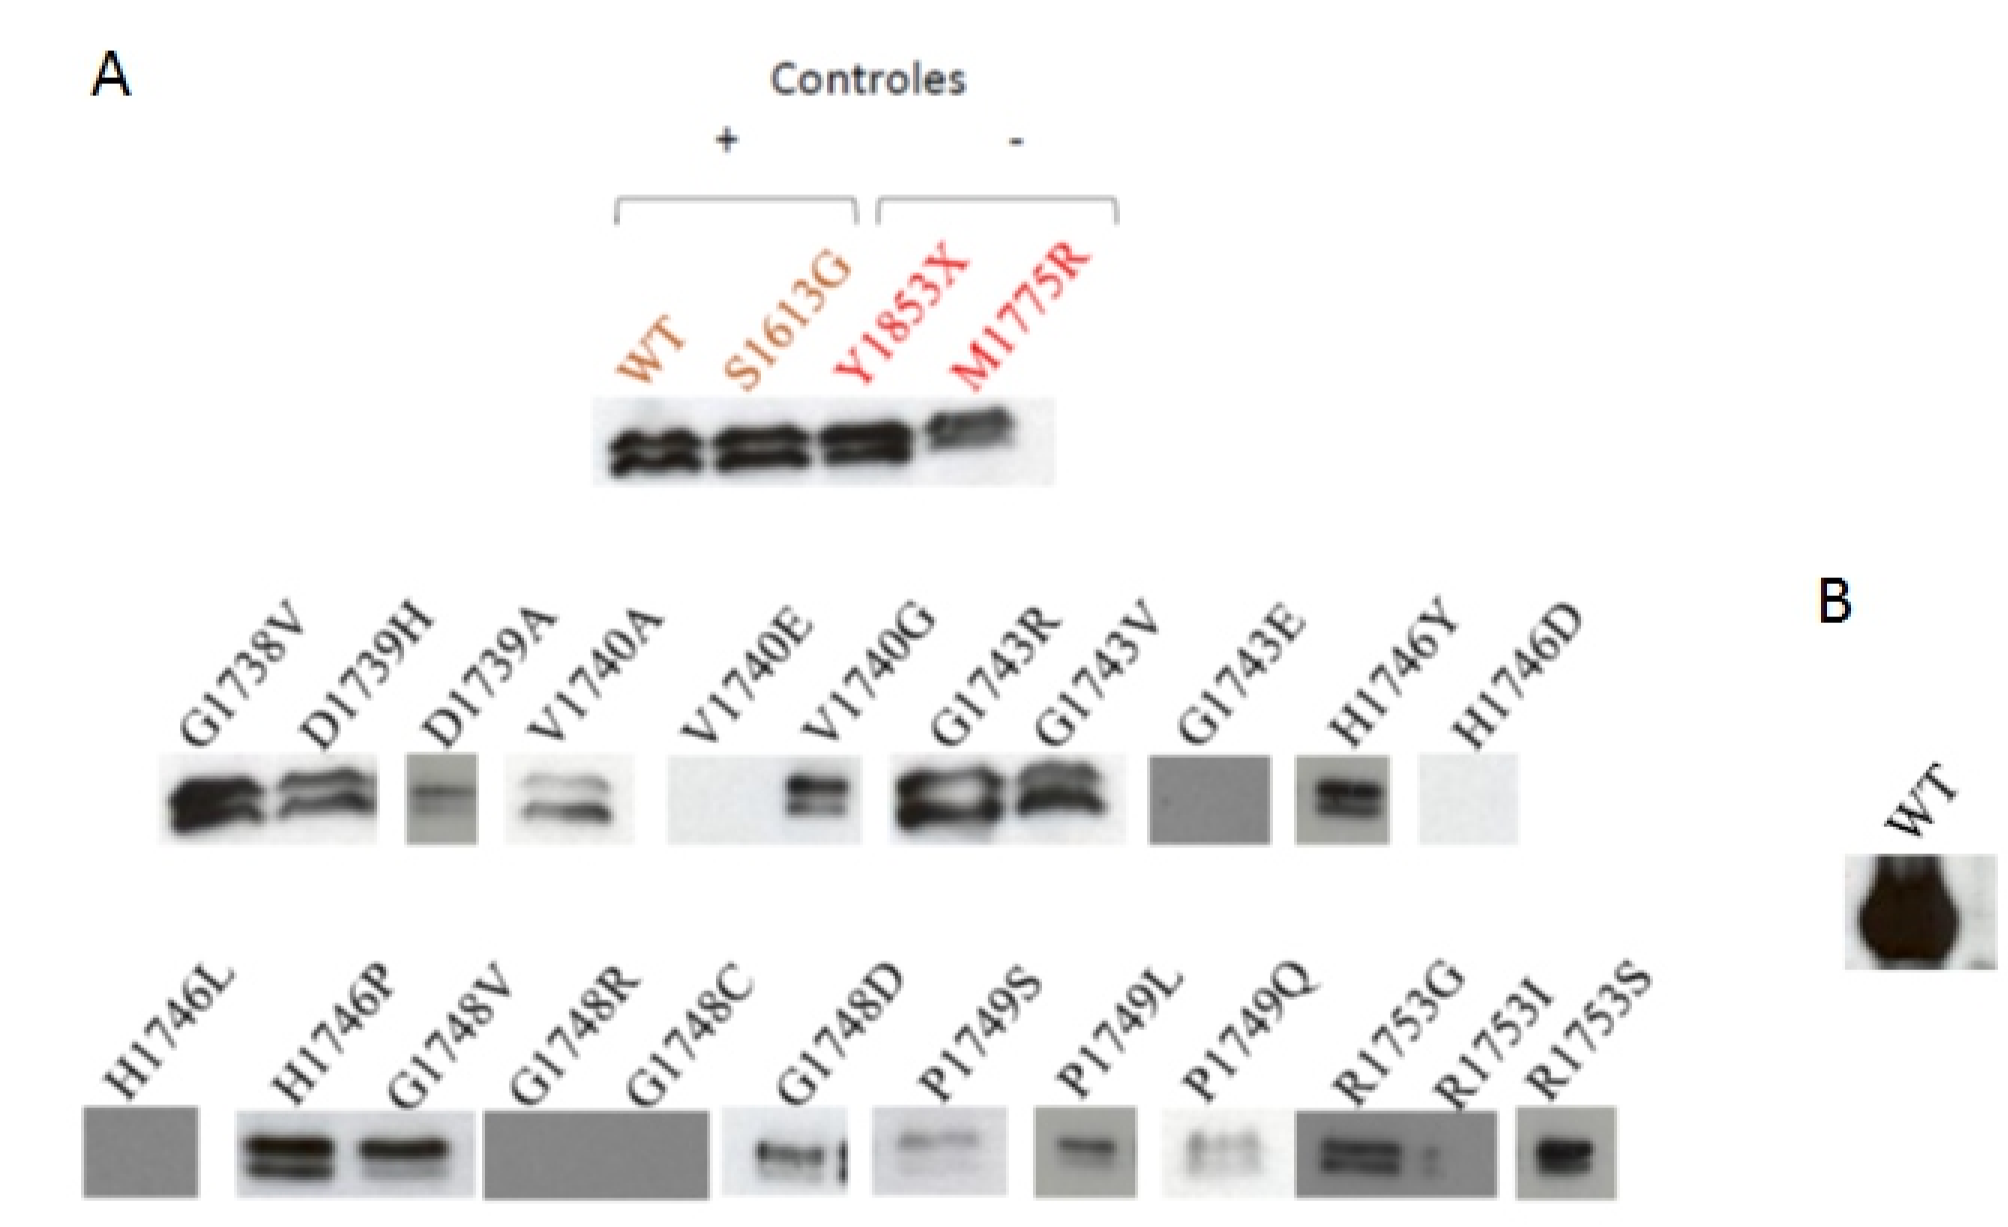 A
Controles
+ -
WT S1613G Y1853X M1775R
G1738V D1739H D1739A V1740A V1740E V1740G G1743R G1743V G1743E H1746Y H1746D
B
WT
H1746L H1746P G1748V G1748R G1748C G1748D P1749S P1749L P1749Q R1753G R1753I R1753S